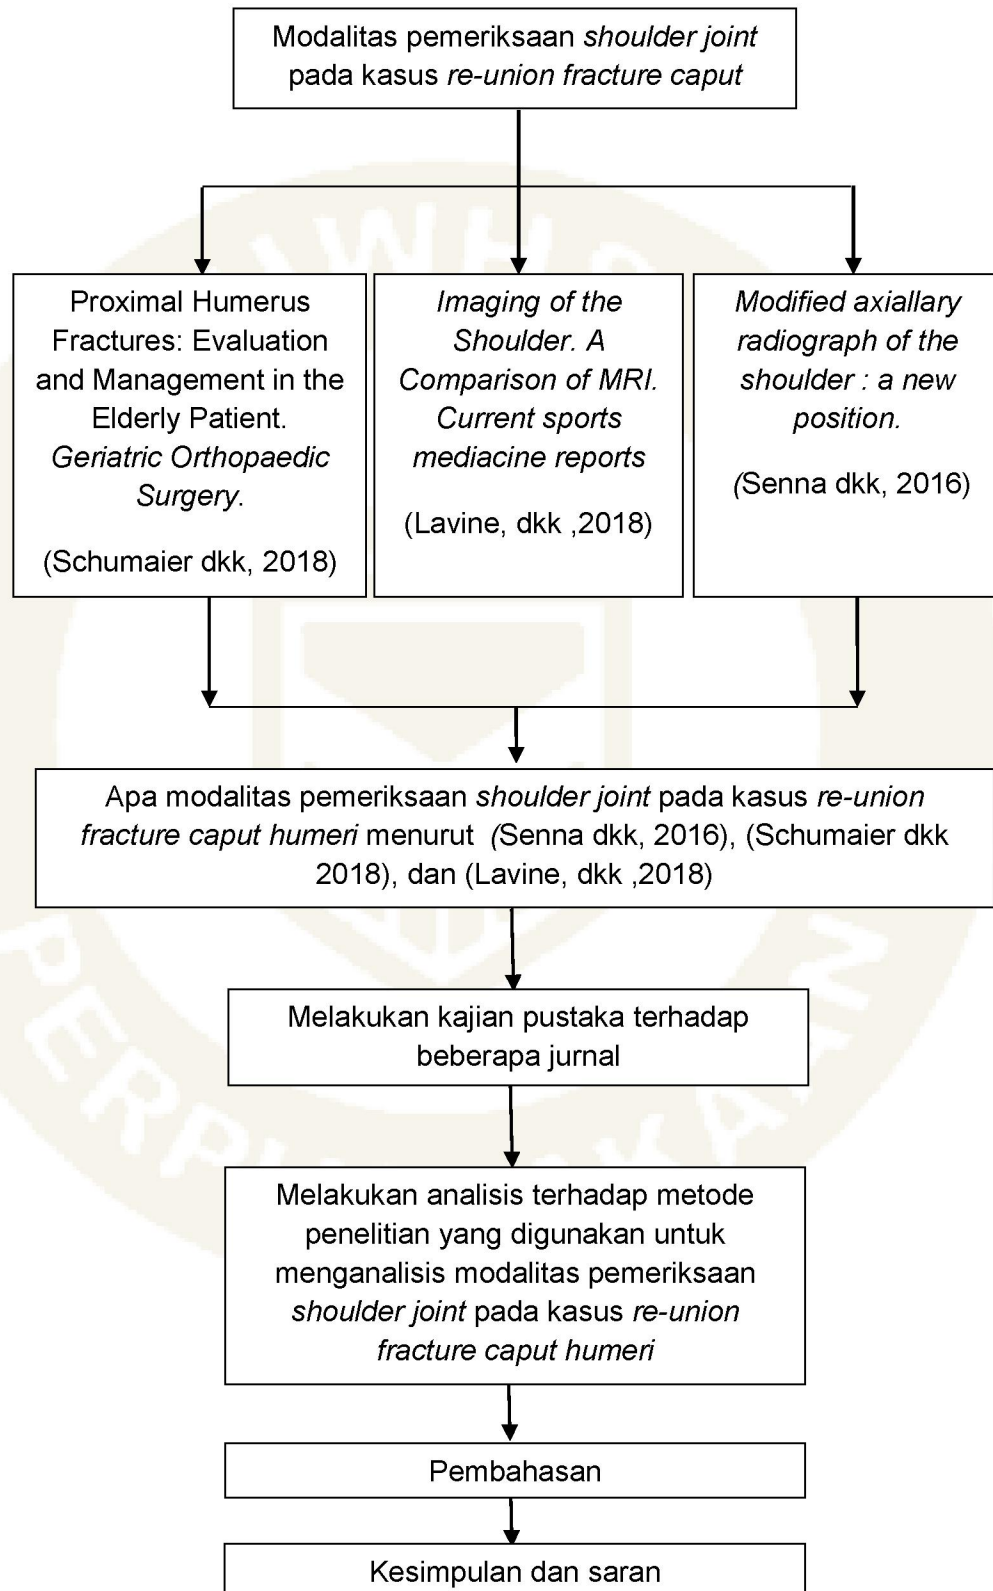 Modalitas pemeriksaan shoulder joint
pada kasus re-union fracture caput
Proximal Humerus
Fractures: Evaluation
and Management in the
Elderly Patient.
Geriatric Orthopaedic
Surgery.
(Schumaier dkk, 2018)
Imaging of the
Shoulder. A
Comparison of MRI.
Current sports
mediacine reports
(Lavine, dkk ,2018)
Modified axiallary
radiograph of the
shoulder : a new
position.
(Senna dkk, 2016)
Apa modalitas pemeriksaan shoulder joint pada kasus re-union
fracture caput humeri menurut (Senna dkk, 2016), (Schumaier dkk
2018), dan (Lavine, dkk ,2018)
Melakukan kajian pustaka terhadap
beberapa jurnal
Melakukan analisis terhadap metode
penelitian yang digunakan untuk
menganalisis modalitas pemeriksaan
shoulder joint pada kasus re-union
fracture caput humeri
Pembahasan
Kesimpulan dan saran